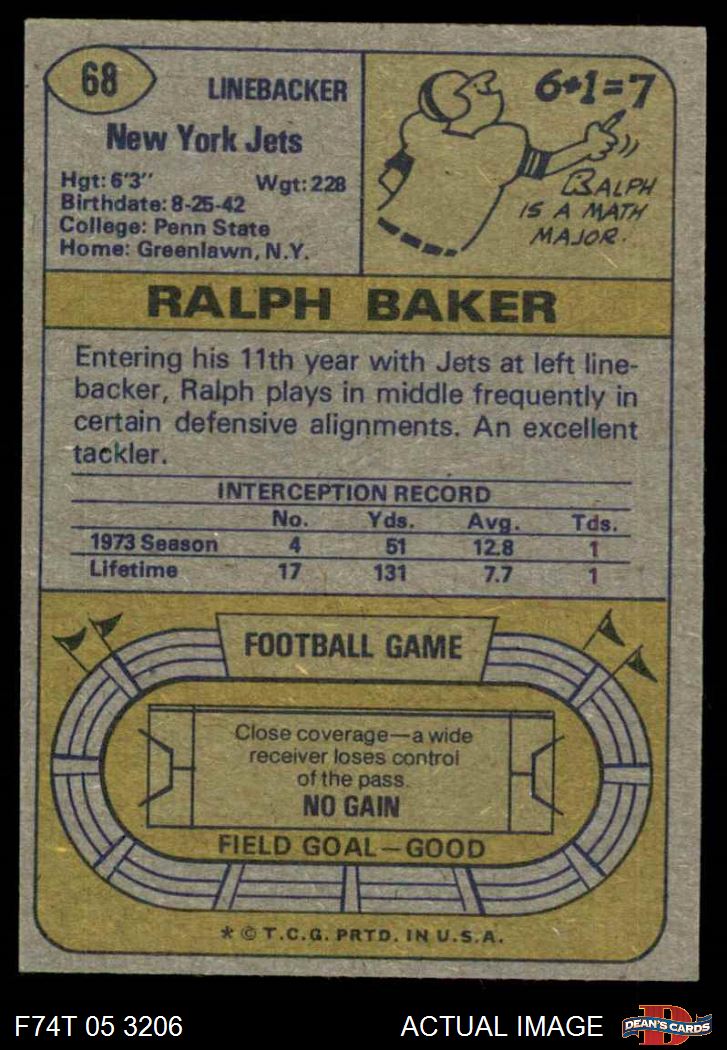 68
LINEBACKER
New York Jets
Hgt: 6'3" Wgt: 228
Birthdate: 8-25-42
College: Penn State
Home: Greenlawn, N.Y.
6+1=7
RALPH
IS A MATH
MAJOR.
RALPH BAKER
Entering his 11th year with Jets at left line-
backer, Ralph plays in middle frequently in
certain defensive alignments. An excellent
tackler.
INTERCEPTION RECORD
No. Yds. Avg. Tds.
1973 Season 4 51 12.8 1
Lifetime 17 131 7.7 1
FOOTBALL GAME
Close coverage—a wide
receiver loses control
of the pass.
NO GAIN
FIELD GOAL—GOOD
* © T.C.G. PRTD. IN U.S.A.
F74T 05 3206 ACTUAL IMAGE
D
DEAN'S CARDS